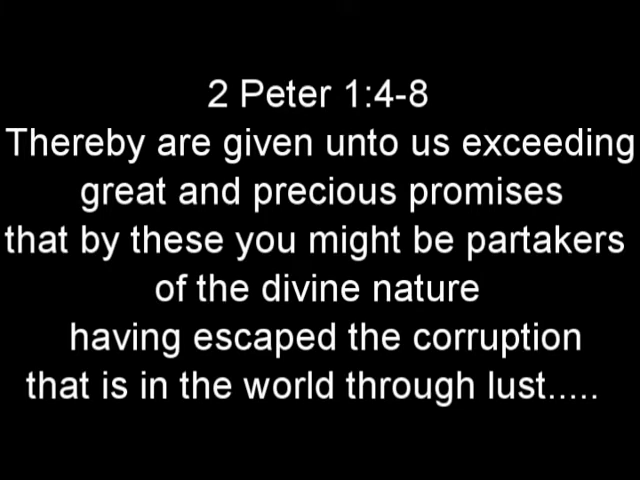 2 Peter 1:4-8
Thereby are given unto us exceeding
great and precious promises
that by these you might be partakers
of the divine nature
having escaped the corruption
that is in the world through lust.....